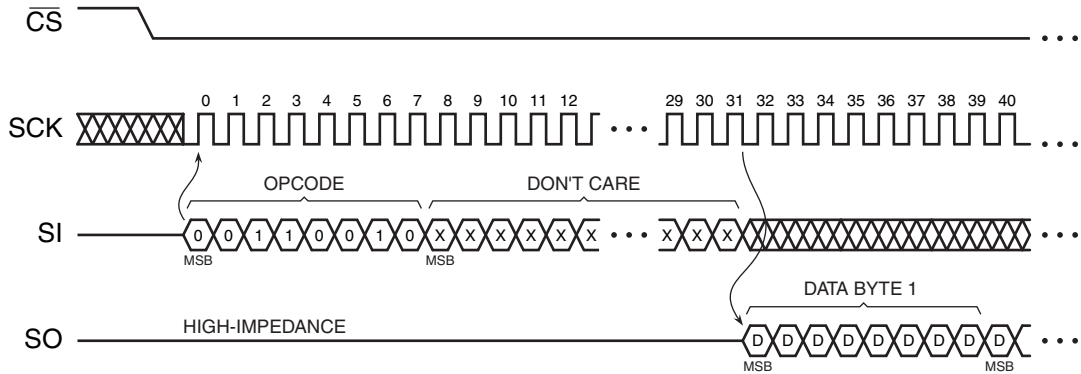 CS
0 1 2 3 4 5 6 7 8 9 10 11 12 29 30 31 32 33 34 35 36 37 38 39 40
SCK
OPCODE DON'T CARE
SI 0 0 1 1 0 0 1 0 X X X X X X X X X
MSB MSB
DATA BYTE 1
HIGH-IMPEDANCE
SO D D D D D D D D D
MSB MSB